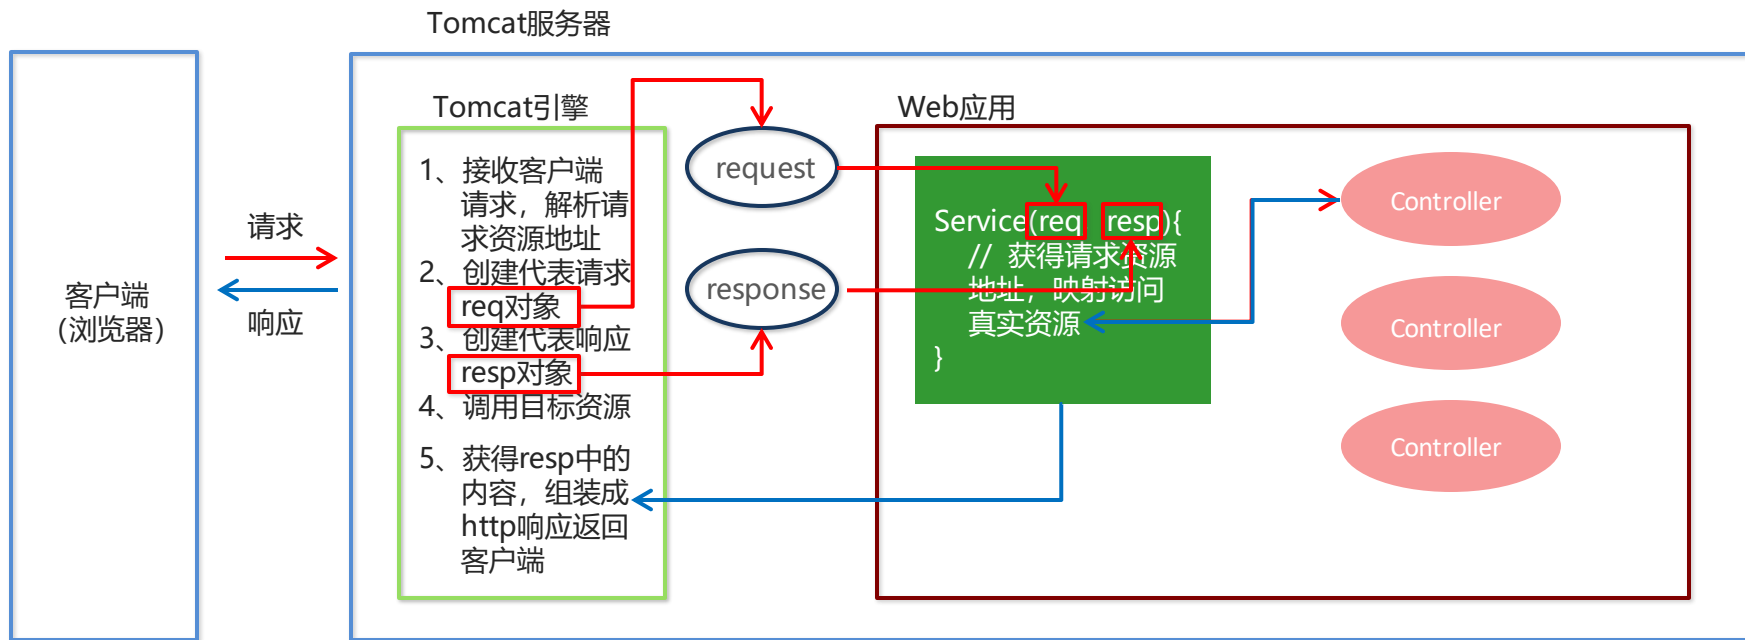 Tomcat服务器
客户端
（浏览器）
请求
响应
Tomcat引擎
1、接收客户端
请求，解析请
求资源地址
2、创建代表请求
req对象
3、创建代表响应
resp对象
4、调用目标资源
5、获得resp中的
内容，组装成
http响应返回
客户端
request
response
Web应用
Service(req resp){
// 获得请求资源
地址，映射访问
真实资源
}
Controller
Controller
Controller